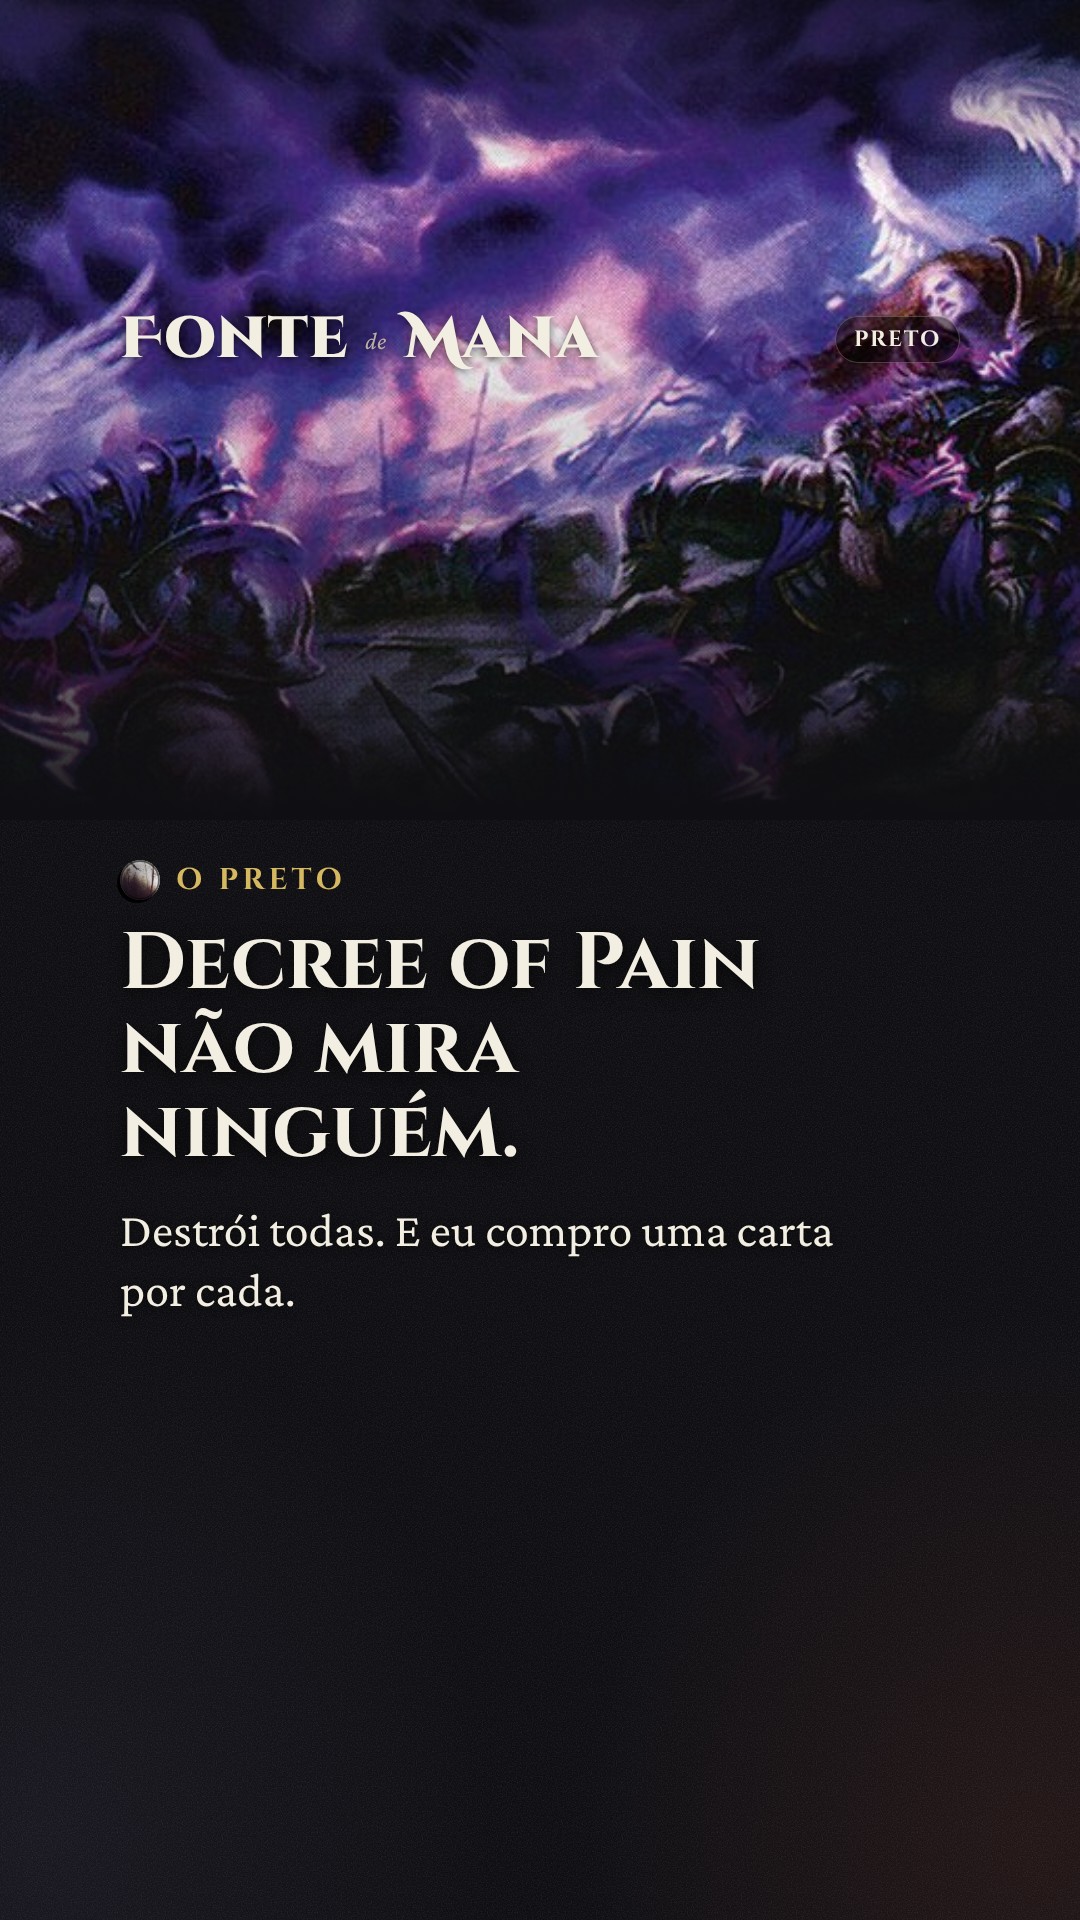 Fonte de Mana
PRETO
O PRETO
Decree of Pain
não mira
ninguém.
Destrói todas. E eu compro uma carta
por cada.